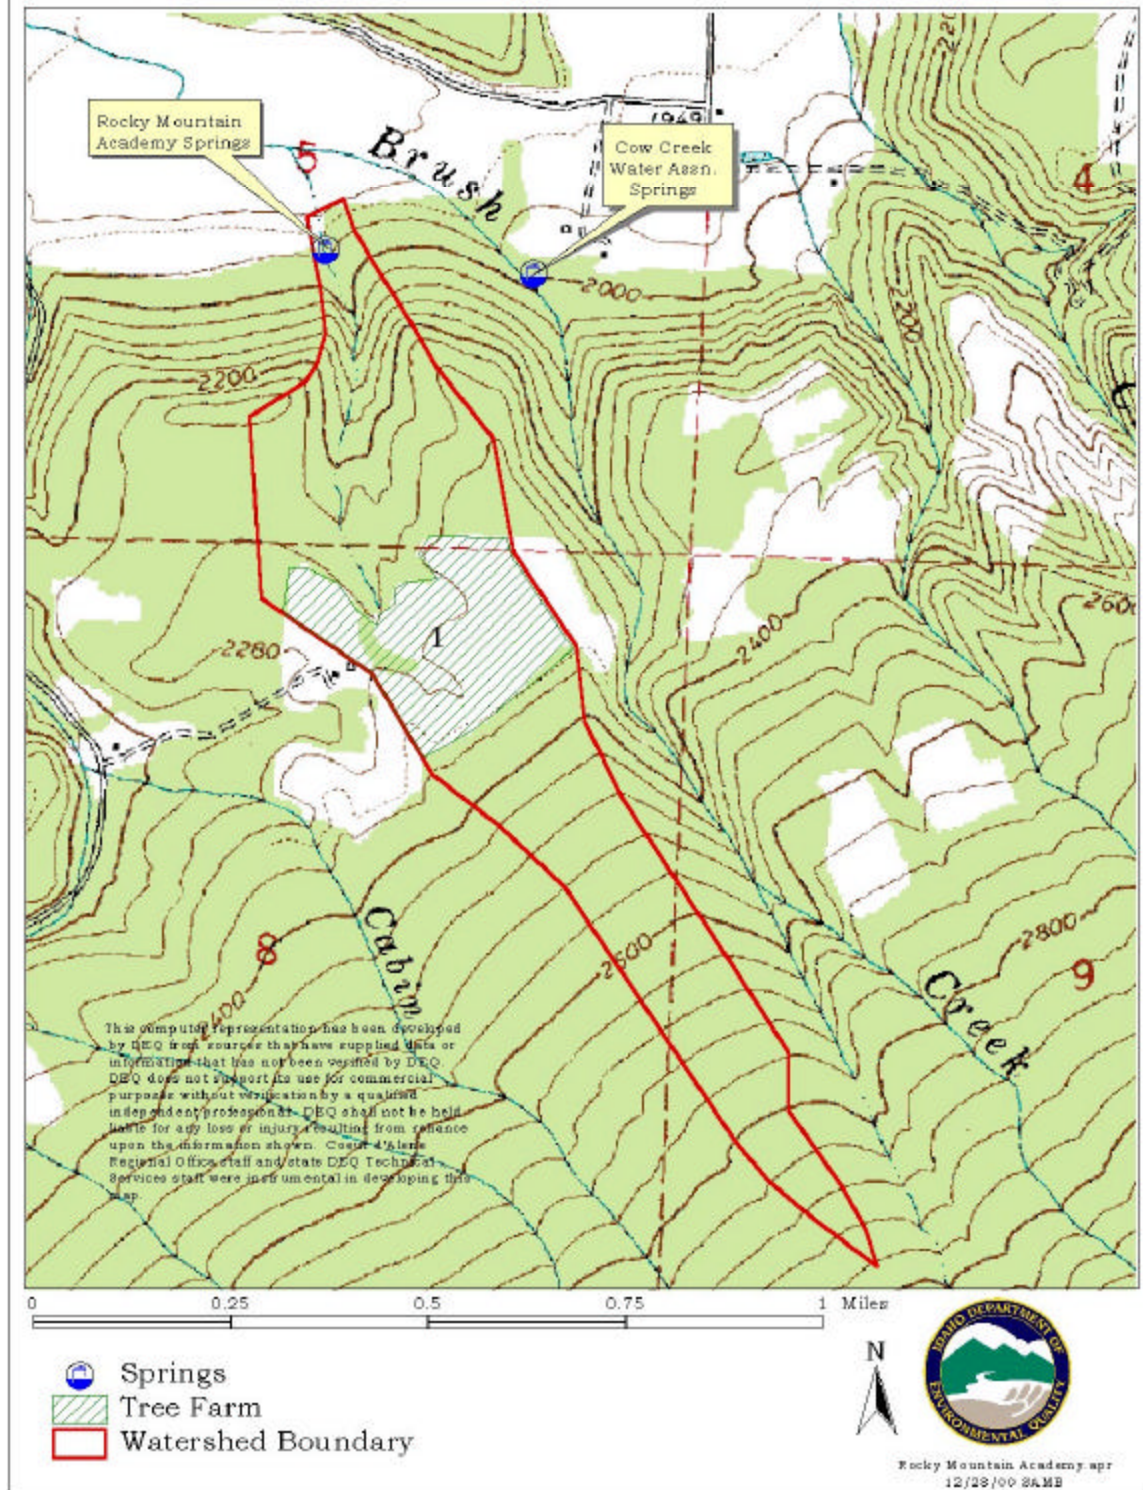 Rocky Mountain
Academy Springs
5
Brush
1949
Cow Creek
Water Assn.
Springs
4
2000
2200
2200
1
2280
2400
2600
Cabin
8
2400
2800
9
Creek
This computer representation has been developed
by DEQ from sources that have supplied data or
information that has not been verified by DEQ.
DEQ does not support its use for commercial
purposes without verification by a qualified
independent professional. DEQ shall not be held
liable for any loss or injury resulting from reliance
upon the information shown. Coeur d'Alene
Regional Office staff and state DEQ Technical
Services staff were instrumental in developing this
map.
0 0.25 0.5 0.75 1 Miles
Springs
Tree Farm
Watershed Boundary
N
IDAHO DEPARTMENT OF
ENVIRONMENTAL QUALITY
Rocky Mountain Academy.apr
12/28/00 SAMB